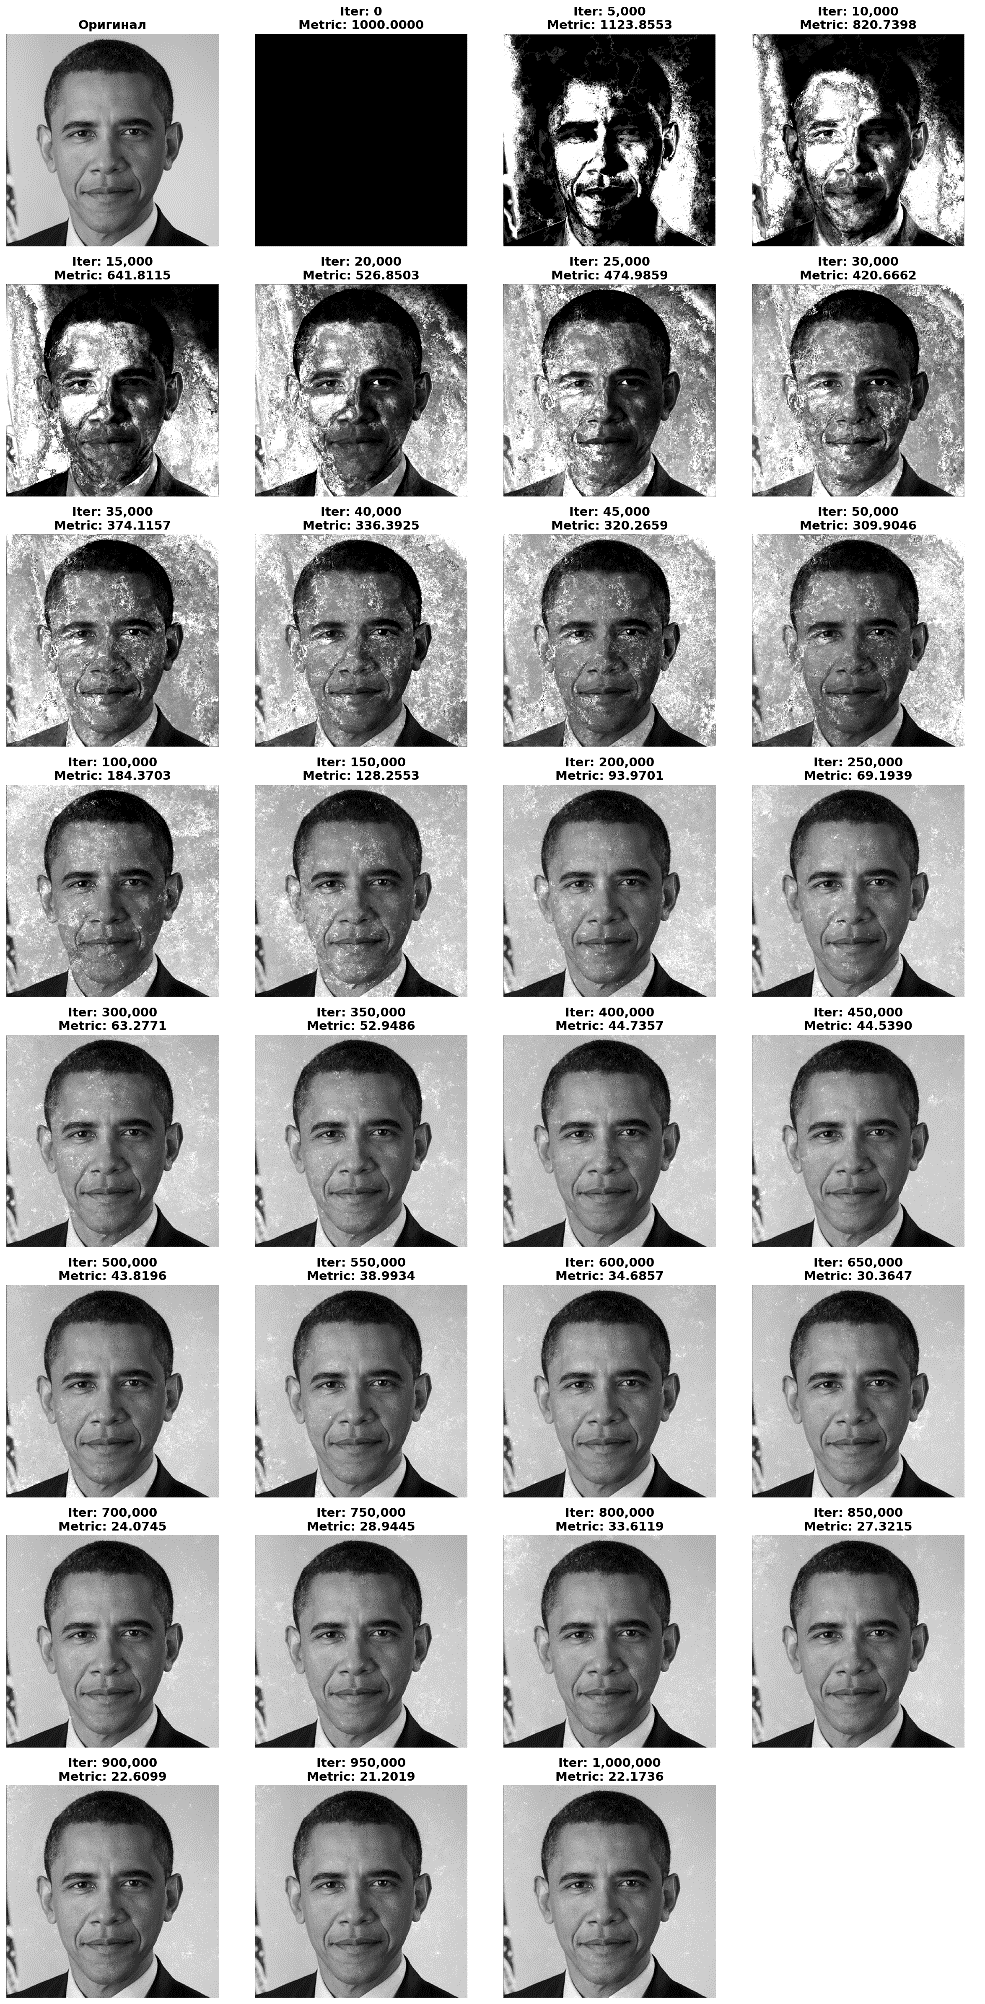 Оригинал
Iter: 0
Metric: 1000.0000
Iter: 5,000
Metric: 1123.8553
Iter: 10,000
Metric: 820.7398
Iter: 15,000
Metric: 641.8115
Iter: 20,000
Metric: 526.8503
Iter: 25,000
Metric: 474.9859
Iter: 30,000
Metric: 420.6662
Iter: 35,000
Metric: 374.1157
Iter: 40,000
Metric: 336.3925
Iter: 45,000
Metric: 320.2659
Iter: 50,000
Metric: 309.9046
Iter: 100,000
Metric: 184.3703
Iter: 150,000
Metric: 128.2553
Iter: 200,000
Metric: 93.9701
Iter: 250,000
Metric: 69.1939
Iter: 300,000
Metric: 63.2771
Iter: 350,000
Metric: 52.9486
Iter: 400,000
Metric: 44.7357
Iter: 450,000
Metric: 44.5390
Iter: 500,000
Metric: 43.8196
Iter: 550,000
Metric: 38.9934
Iter: 600,000
Metric: 34.6857
Iter: 650,000
Metric: 30.3647
Iter: 700,000
Metric: 24.0745
Iter: 750,000
Metric: 28.9445
Iter: 800,000
Metric: 33.6119
Iter: 850,000
Metric: 27.3215
Iter: 900,000
Metric: 22.6099
Iter: 950,000
Metric: 21.2019
Iter: 1,000,000
Metric: 22.1736